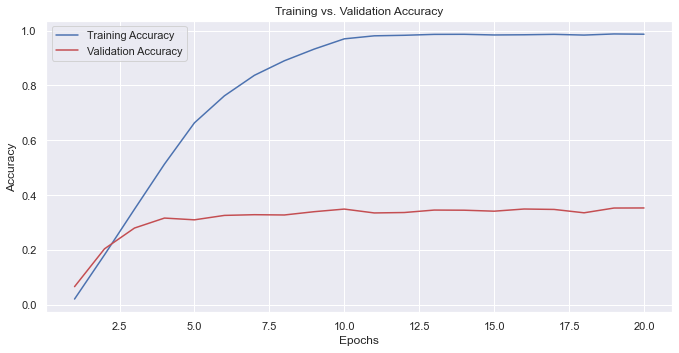 Training vs. Validation Accuracy
Training Accuracy
Validation Accuracy
1.0
0.8
0.6
0.4
0.2
0.0
Accuracy
2.5 5.0 7.5 10.0 12.5 15.0 17.5 20.0
Epochs